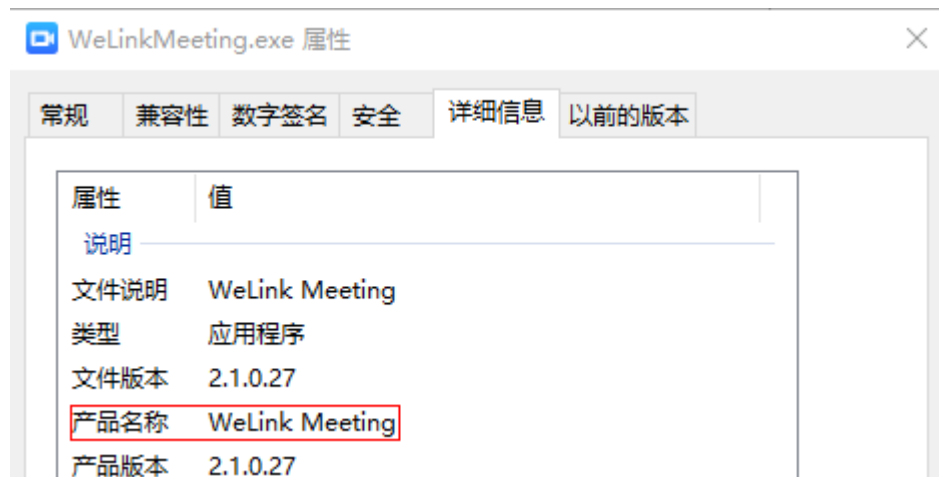 WeLinkMeeting.exe 属性
常规 兼容性 数字签名 安全 详细信息 以前的版本
属性 值
说明
文件说明 WeLink Meeting
类型 应用程序
文件版本 2.1.0.27
产品名称 WeLink Meeting
产品版本 2.1.0.27